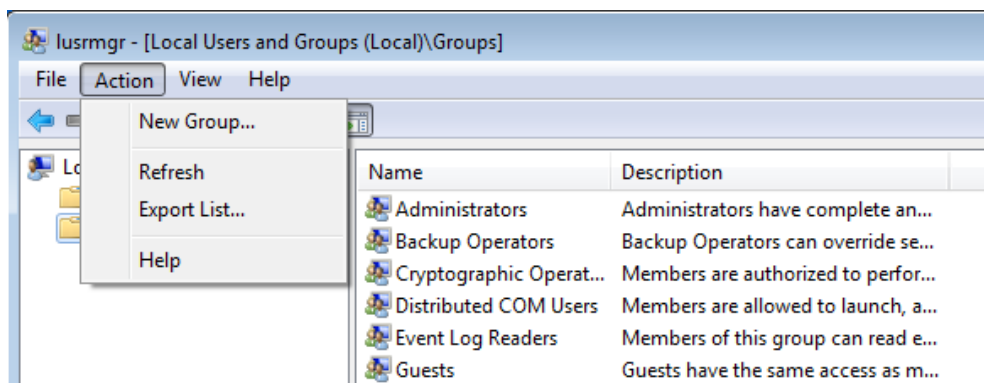 lusrmgr - [Local Users and Groups (Local)\Groups]
File Action View Help
New Group...
Refresh
Export List...
Help
Lo
Name Description
Administrators Administrators have complete an...
Backup Operators Backup Operators can override se...
Cryptographic Operat... Members are authorized to perfor...
Distributed COM Users Members are allowed to launch, a...
Event Log Readers Members of this group can read e...
Guests Guests have the same access as m...